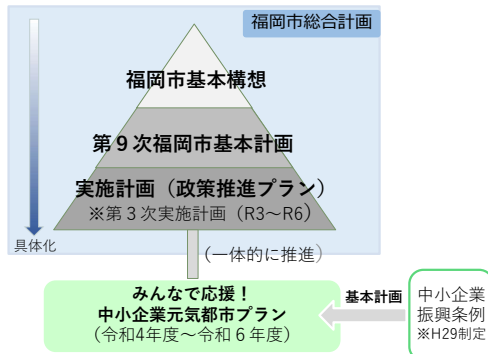 福岡市総合計画
福岡市基本構想
第９次福岡市基本計画
実施計画（政策推進プラン）
※第３次実施計画（R3～R6）
具体化
（一体的に推進）
みんなで応援！
中小企業元気都市プラン
（令和4年度～令和６年度）
基本計画
中小企業
振興条例
※H29制定